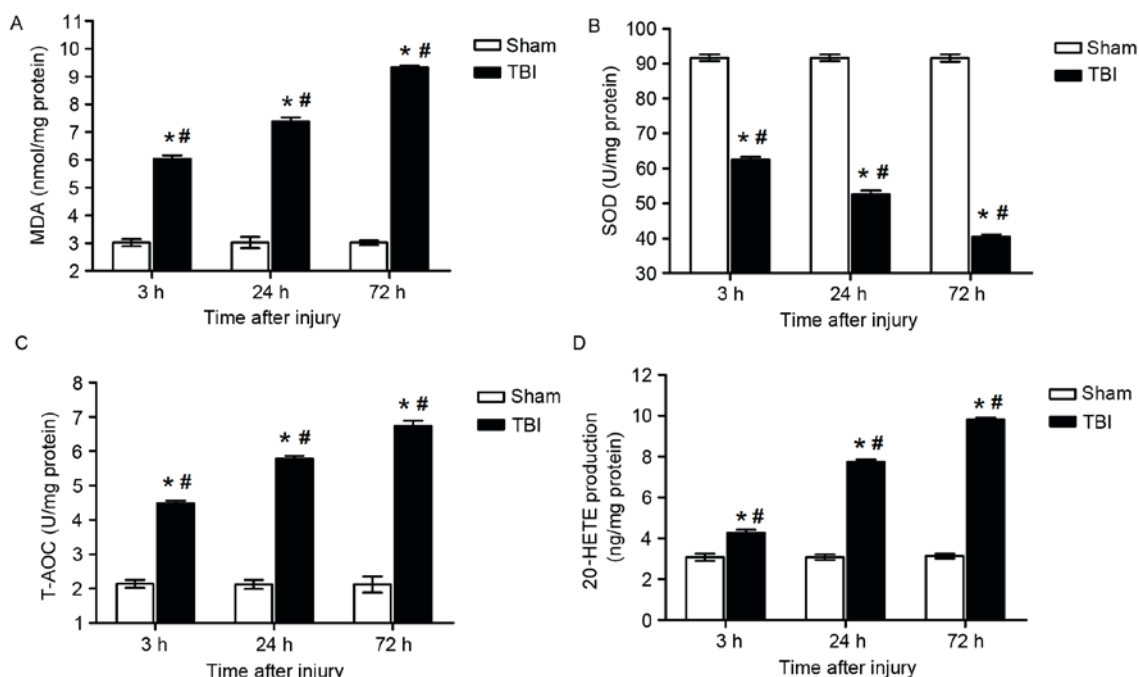 A
MDA (nmol/mg protein)
11
10
9
8
7
6
5
4
3
2
* #
* #
* #
3 h 24 h 72 h
Time after injury
Sham
TBI
B
SOD (U/mg protein)
100
90
80
70
60
50
40
30
* #
* #
* #
3 h 24 h 72 h
Time after injury
Sham
TBI
C
T-AOC (U/mg protein)
8
7
6
5
4
3
2
1
* #
* #
* #
3 h 24 h 72 h
Time after injury
Sham
TBI
D
20-HETE production
(ng/mg protein)
12
10
8
6
4
2
0
* #
* #
* #
3 h 24 h 72 h
Time after injury
Sham
TBI